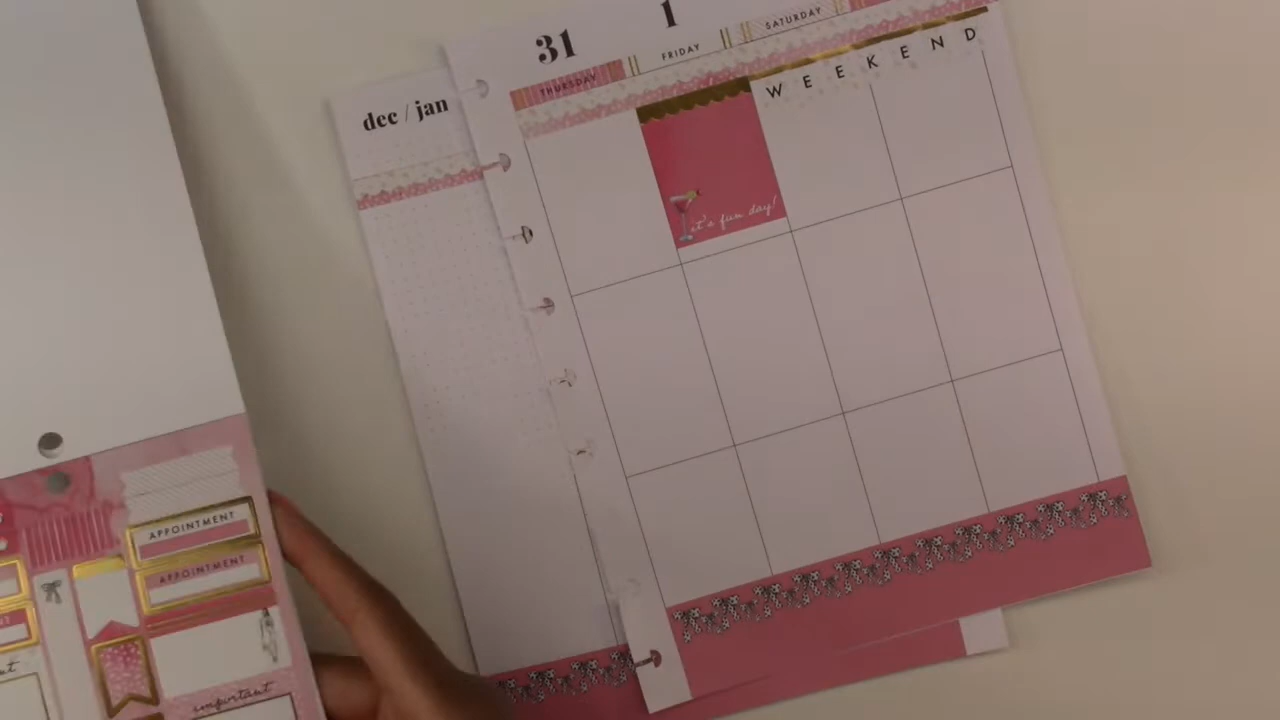 dec / jan
31
1
THURSDAY
FRIDAY
SATURDAY
WEEKEND
it's fun day!
APPOINTMENT
APPOINTMENT
important